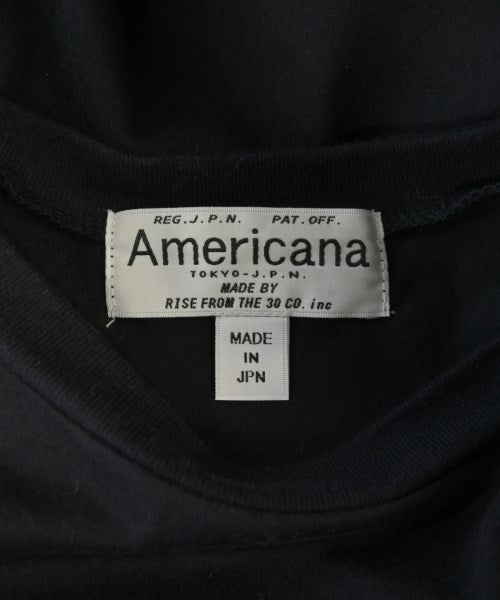 REG.J.P.N. PAT.OFF.
Americana
TOKYO-J.P.N.
MADE BY
RISE FROM THE 30 CO. inc
MADE
IN
JPN